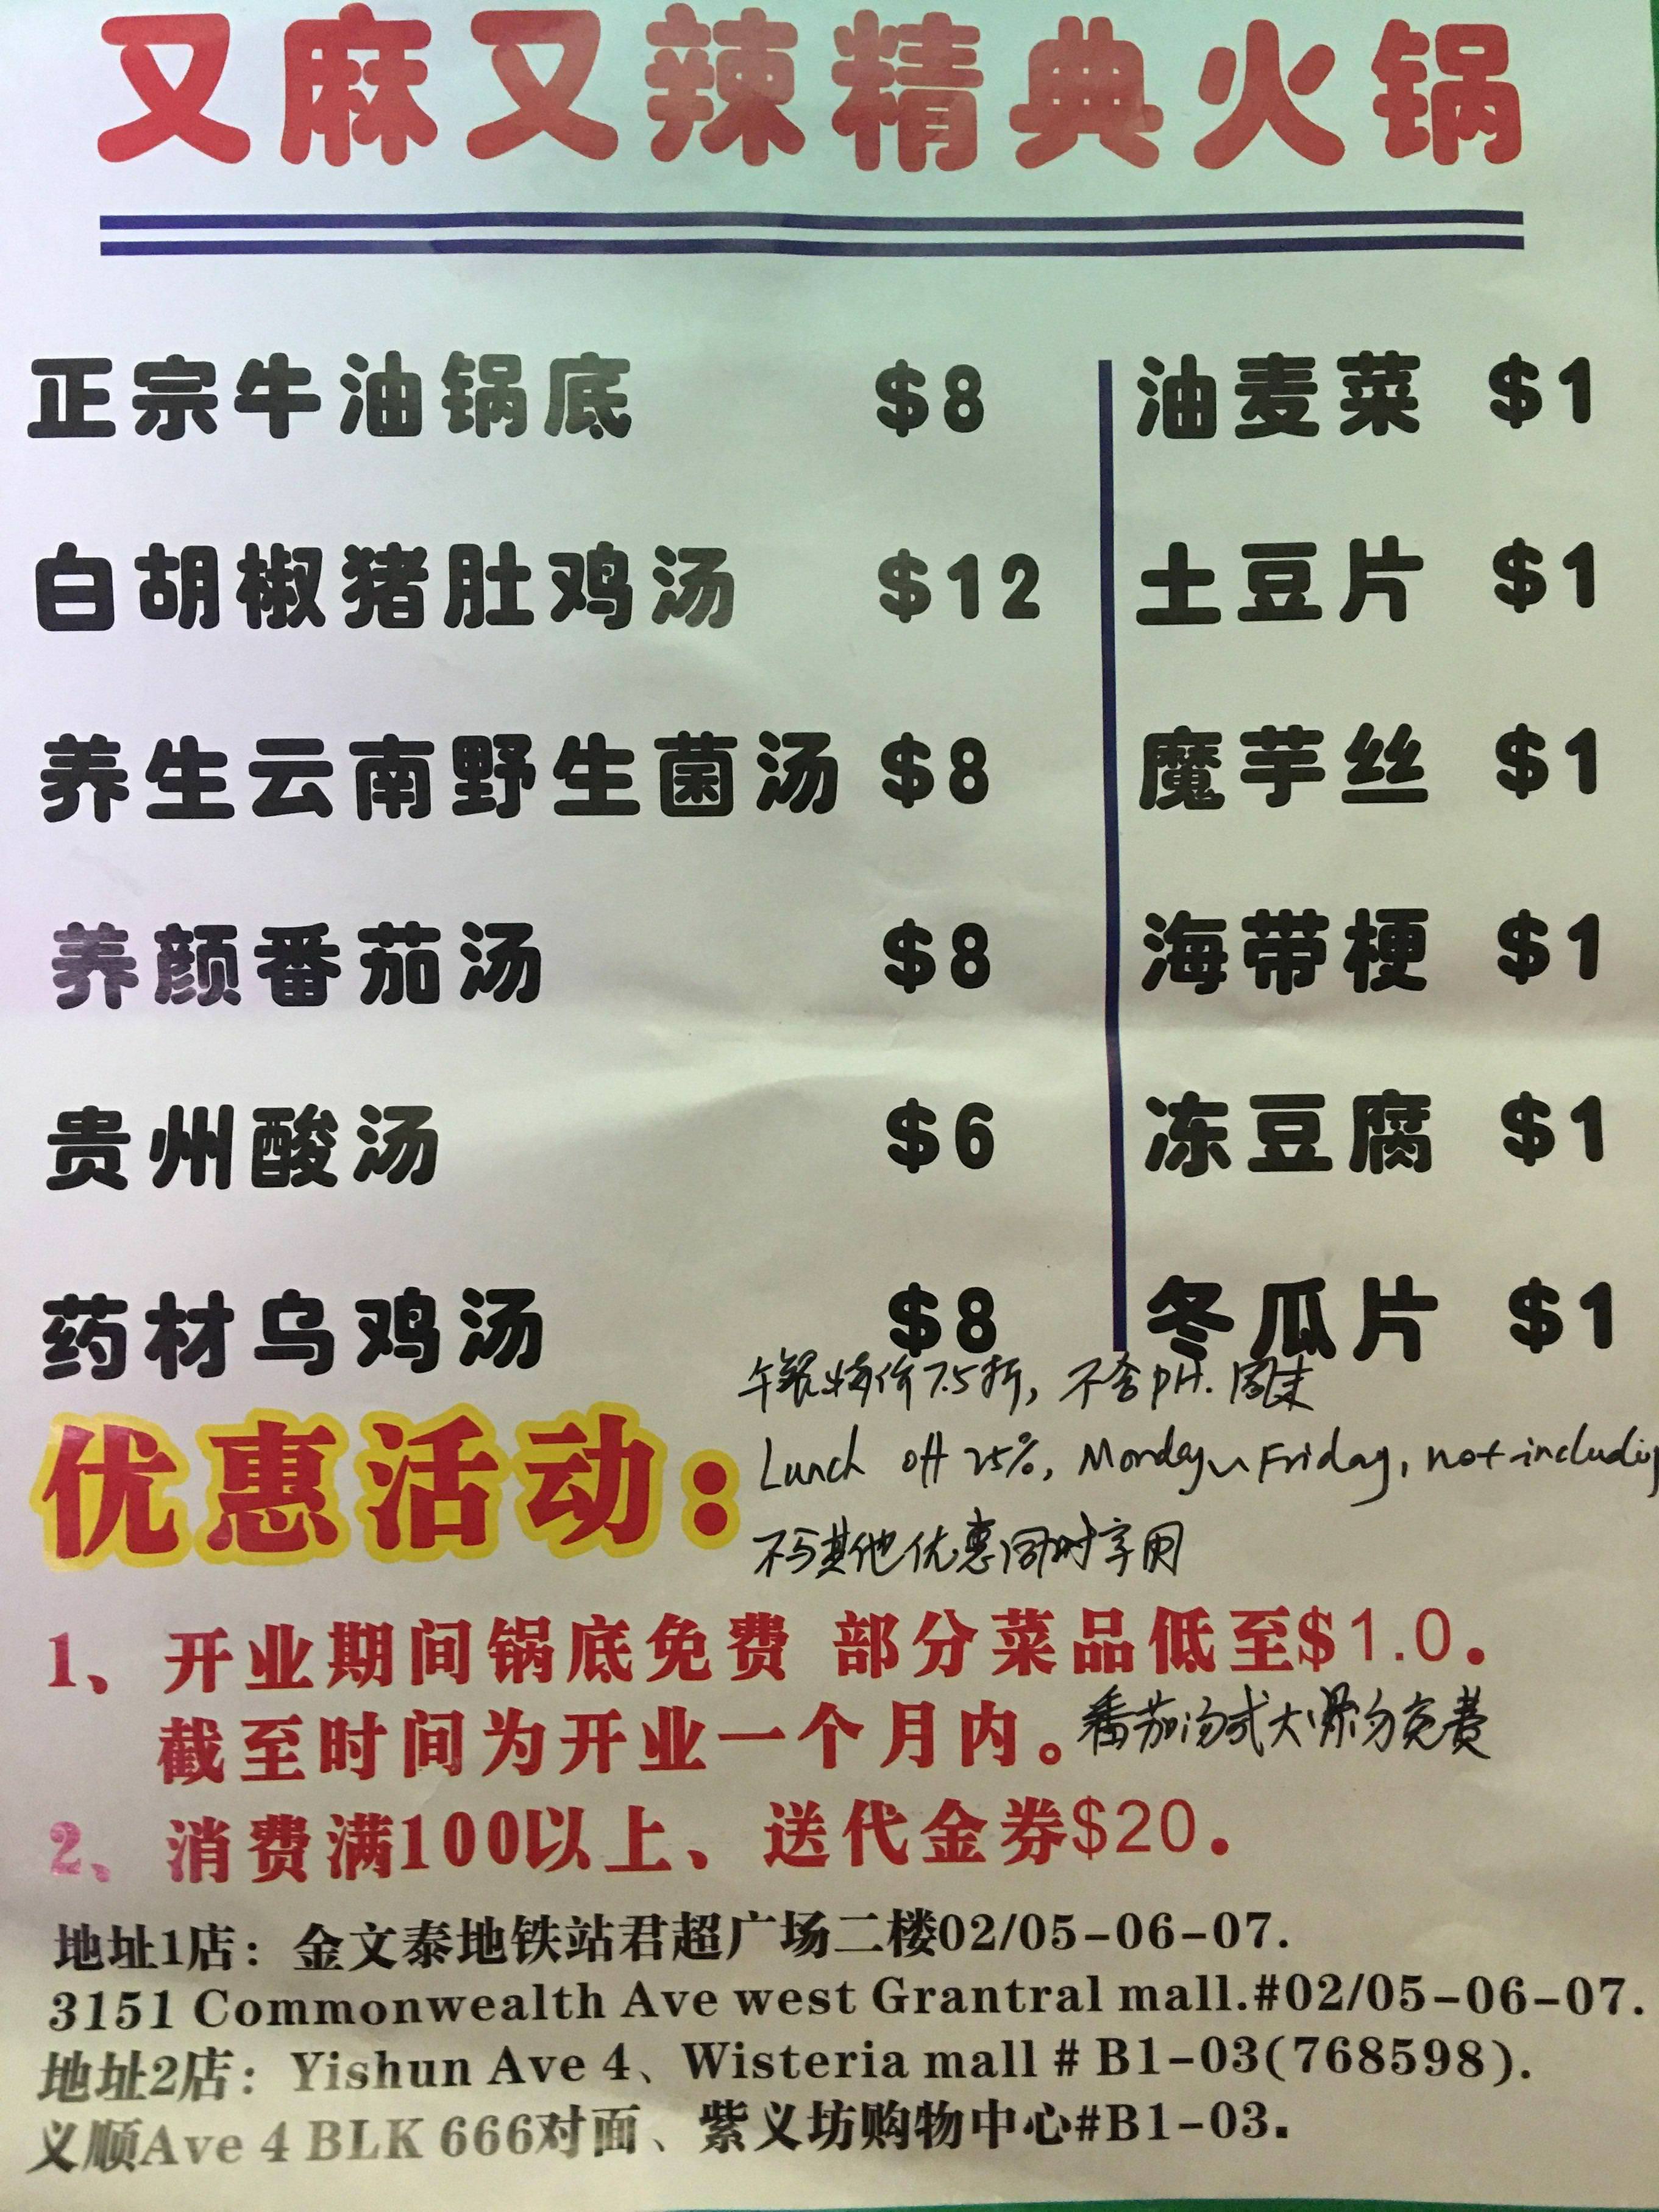 又麻又辣精典火锅
正宗牛油锅底 $8
白胡椒猪肚鸡汤 $12
养生云南野生菌汤 $8
养颜番茄汤 $8
贵州酸汤 $6
药材乌鸡汤 $8
油麦菜 $1
土豆片 $1
魔芋丝 $1
海带梗 $1
冻豆腐 $1
冬瓜片 $1
午餐特价7.5折, 不含PH. 周末
优惠活动:
Lunch off 25%, Monday~Friday, not includi
不与其他优惠同时享用
1、开业期间锅底免费 部分菜品低至$1.0.
截至时间为开业一个月内。番茄汤或大骨汤免费
2、消费满100以上、送代金券$20.
地址1店: 金文泰地铁站君超广场二楼02/05-06-07.
3151 Commonwealth Ave west Grantral mall.#02/05-06-07.
地址2店: Yishun Ave 4、Wisteria mall # B1-03(768598).
义顺Ave 4 BLK 666对面、紫义坊购物中心#B1-03.